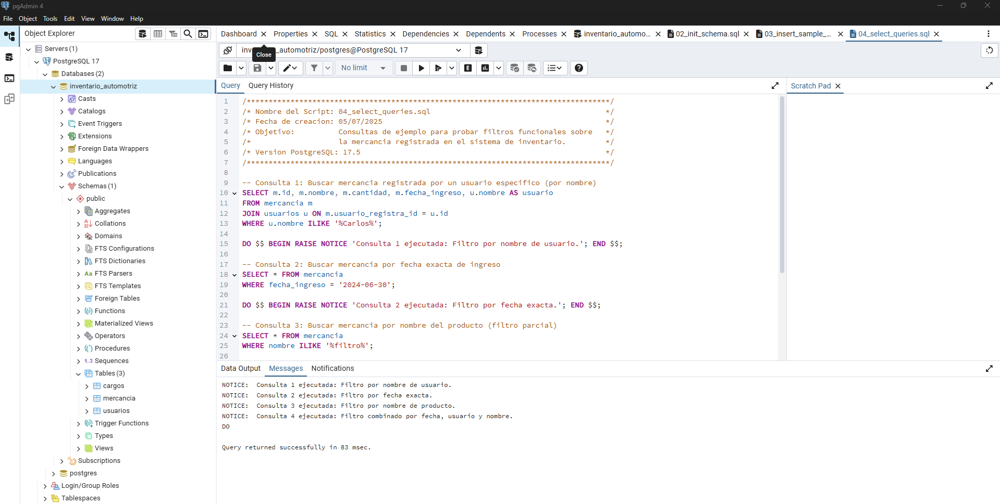 pgAdmin 4
File Object Tools Edit View Window Help
Object Explorer
Dashboard Properties SQL Statistics Dependencies Dependents Processes inventario_automo... 02_init_schema.sql 03_insert_sample_... 04_select_queries.sql
inv _automotriz/postgres@PostgreSQL 17
Close
No limit
E
Query Query History
Scratch Pad
Servers (1)
PostgreSQL 17
Databases (2)
inventario_automotriz
Casts
Catalogs
Event Triggers
Extensions
Foreign Data Wrappers
Languages
Publications
Schemas (1)
public
Aggregates
Collations
Domains
FTS Configurations
FTS Dictionaries
Aa FTS Parsers
FTS Templates
Foreign Tables
Functions
Materialized Views
Operators
Procedures
1..3 Sequences
Tables (3)
cargos
mercancia
usuarios
Trigger Functions
Types
Views
Subscriptions
postgres
Login/Group Roles
Tablespaces
1 /***********************************************************************************/
2 /* Nombre del Script: 04_select_queries.sql */
3 /* Fecha de creacion: 05/07/2025 */
4 /* Objetivo: Consultas de ejemplo para probar filtros funcionales sobre */
5 /* la mercancia registrada en el sistema de inventario. */
6 /* Version PostgreSQL: 17.5 */
7 /***********************************************************************************/
8
9 -- Consulta 1: Buscar mercancia registrada por un usuario especifico (por nombre)
10 SELECT m.id, m.nombre, m.cantidad, m.fecha_ingreso, u.nombre AS usuario
11 FROM mercancia m
12 JOIN usuarios u ON m.usuario_registra_id = u.id
13 WHERE u.nombre ILIKE '%Carlos%';
14
15 DO $$ BEGIN RAISE NOTICE 'Consulta 1 ejecutada: Filtro por nombre de usuario.'; END $$;
16
17 -- Consulta 2: Buscar mercancia por fecha exacta de ingreso
18 SELECT * FROM mercancia
19 WHERE fecha_ingreso = '2024-06-30';
20
21 DO $$ BEGIN RAISE NOTICE 'Consulta 2 ejecutada: Filtro por fecha exacta.'; END $$;
22
23 -- Consulta 3: Buscar mercancia por nombre del producto (filtro parcial)
24 SELECT * FROM mercancia
25 WHERE nombre ILIKE '%filtro%';
26
Data Output Messages Notifications
NOTICE: Consulta 1 ejecutada: Filtro por nombre de usuario.
NOTICE: Consulta 2 ejecutada: Filtro por fecha exacta.
NOTICE: Consulta 3 ejecutada: Filtro por nombre de producto.
NOTICE: Consulta 4 ejecutada: Filtro combinado por fecha, usuario y nombre.
DO
Query returned successfully in 83 msec.